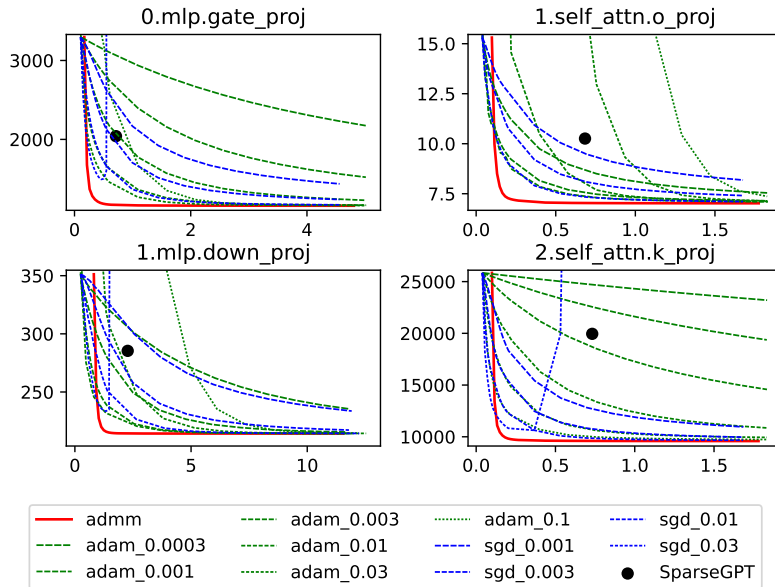 0.mlp.gate_proj
1.self_attn.o_proj
3000
2000
0 2 4
15.0
12.5
10.0
7.5
0.0 0.5 1.0 1.5
1.mlp.down_proj
2.self_attn.k_proj
350
300
250
0 5 10
25000
20000
15000
10000
0.0 0.5 1.0 1.5
admm adam_0.003 adam_0.1 sgd_0.01
adam_0.0003 adam_0.01 sgd_0.001 sgd_0.03
adam_0.001 adam_0.03 sgd_0.003 SparseGPT